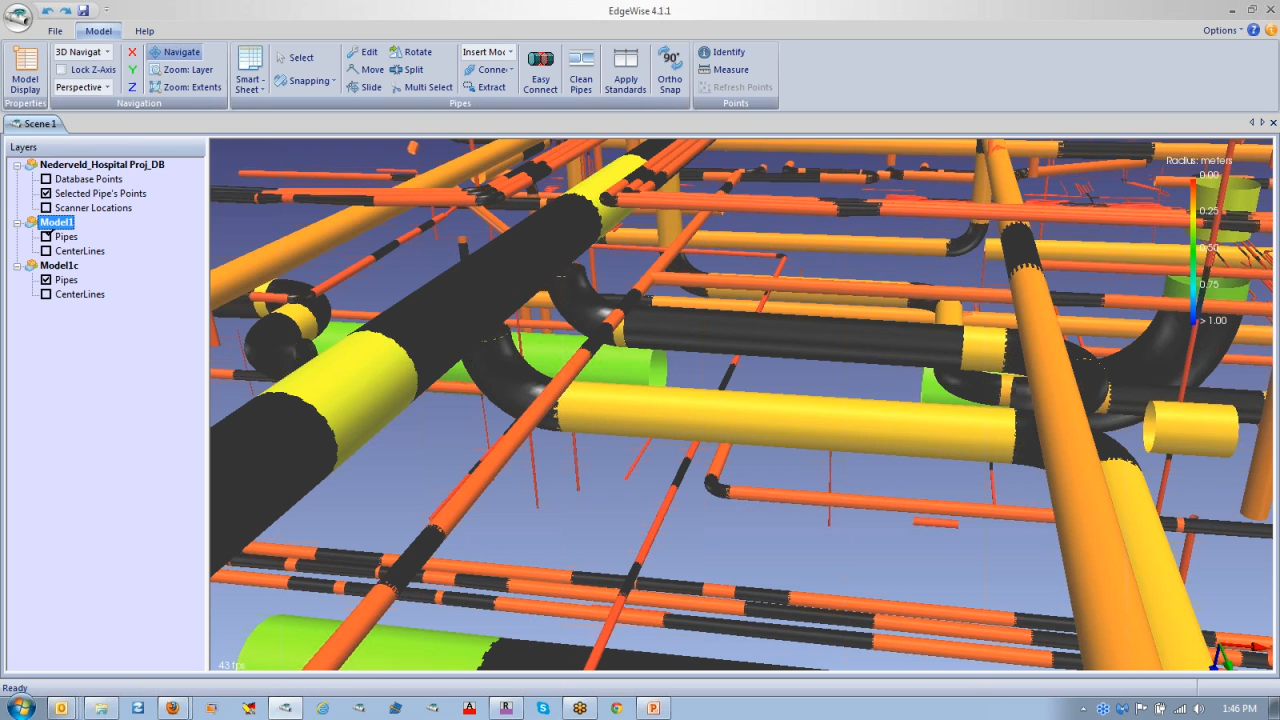 EdgeWise 4.1.1
File Model Help
Options
Model Display
Properties
3D Navigat X Navigate
Lock Z-Axis Y Zoom: Layer
Perspective Z Zoom: Extents
Navigation
Smart Sheet
Select
Snapping
Edit Rotate
Move Split
Slide Multi Select
Insert Mo
Conne
Extract
Easy Connect
Clean Pipes
Apply Standards
90°
Ortho Snap
Pipes
Identify
Measure
Refresh Points
Points
Scene1
Layers
Nederveld_Hospital Proj_DB
Database Points
Selected Pipe's Points
Scanner Locations
Model1
Pipes
CenterLines
Model1c
Pipes
CenterLines
Radius: meters
0.00
0.25
0.50
0.75
> 1.00
43 fps
Ready
1:46 PM